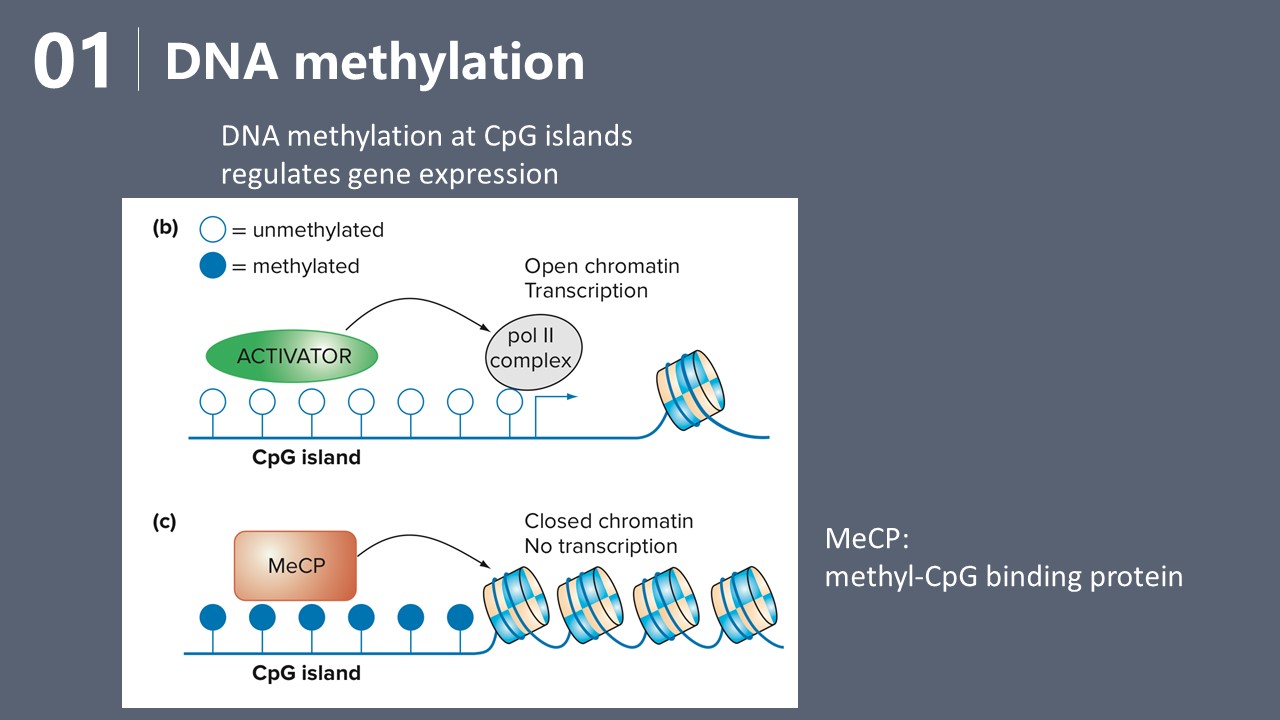 01
DNA methylation
DNA methylation at CpG islands
regulates gene expression
(b)
= unmethylated
= methylated
Open chromatin
Transcription
ACTIVATOR
pol II
complex
CpG island
(c)
Closed chromatin
No transcription
MeCP
CpG island
MeCP:
methyl-CpG binding protein